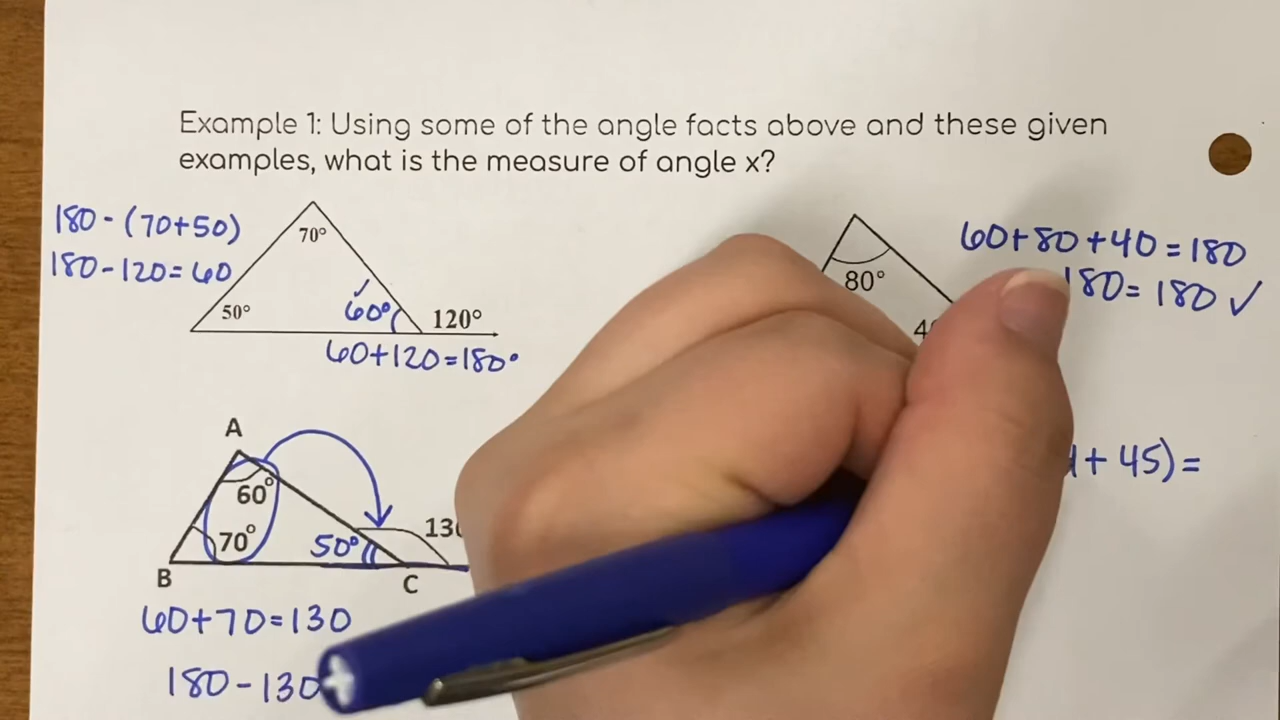 Example 1: Using some of the angle facts above and these given
examples, what is the measure of angle x?
180 - (70+50)
180 - 120 = 60
70°
50°
60°
120°
60+120=180°
80°
60+80+40=180
180=180 ✓
A
60°
70°
50°
B
C
60+70=130
180-130
+ 45)=